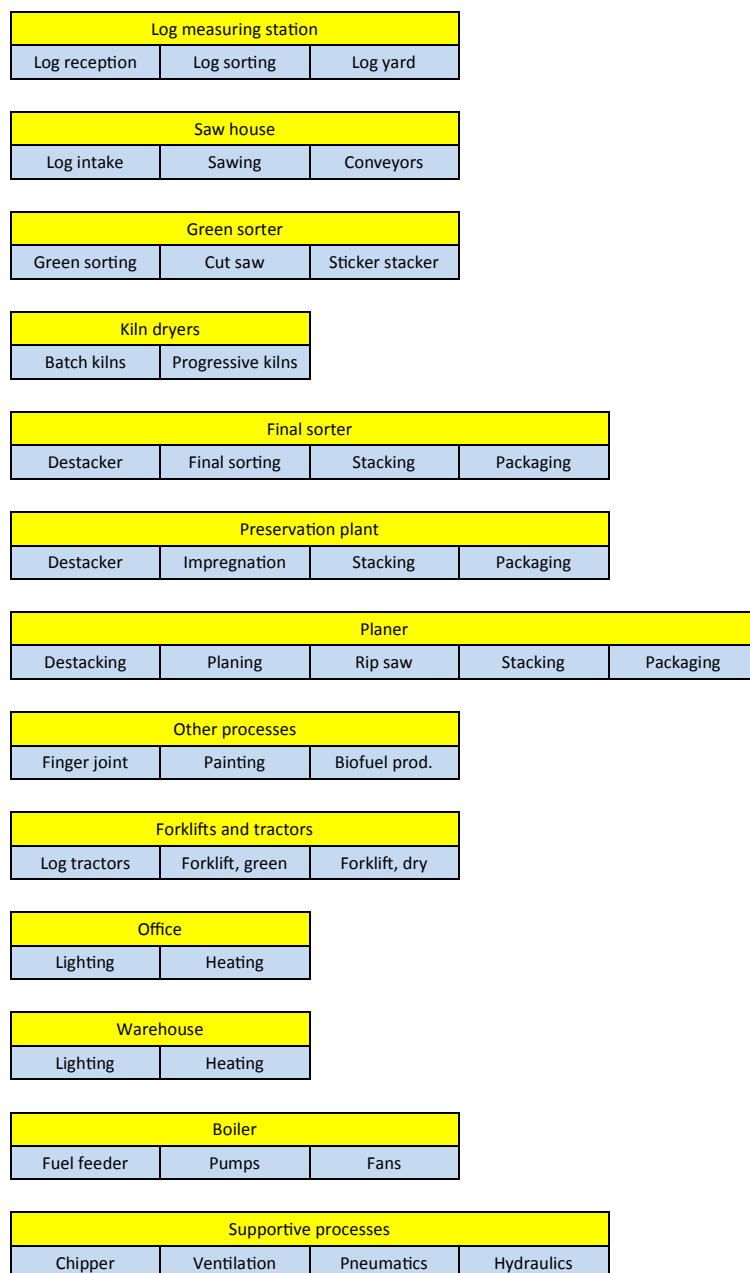 Log measuring station
Log reception Log sorting Log yard
Saw house
Log intake Sawing Conveyors
Green sorter
Green sorting Cut saw Sticker stacker
Kiln dryers
Batch kilns Progressive kilns
Final sorter
Destacker Final sorting Stacking Packaging
Preservation plant
Destacker Impregnation Stacking Packaging
Planer
Destacking Planing Rip saw Stacking Packaging
Other processes
Finger joint Painting Biofuel prod.
Forklifts and tractors
Log tractors Forklift, green Forklift, dry
Office
Lighting Heating
Warehouse
Lighting Heating
Boiler
Fuel feeder Pumps Fans
Supportive processes
Chipper Ventilation Pneumatics Hydraulics